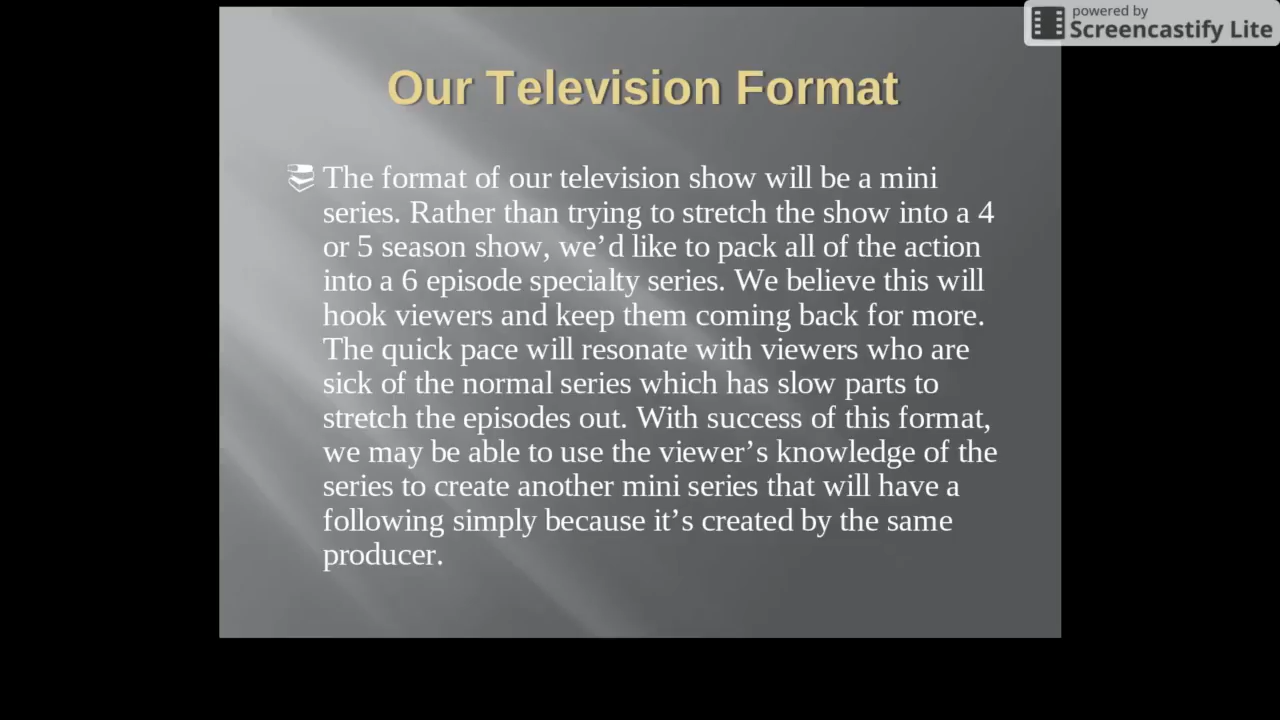 powered by
Screencastify Lite
Our Television Format
The format of our television show will be a mini
series. Rather than trying to stretch the show into a 4
or 5 season show, we’d like to pack all of the action
into a 6 episode specialty series. We believe this will
hook viewers and keep them coming back for more.
The quick pace will resonate with viewers who are
sick of the normal series which has slow parts to
stretch the episodes out. With success of this format,
we may be able to use the viewer’s knowledge of the
series to create another mini series that will have a
following simply because it’s created by the same
producer.